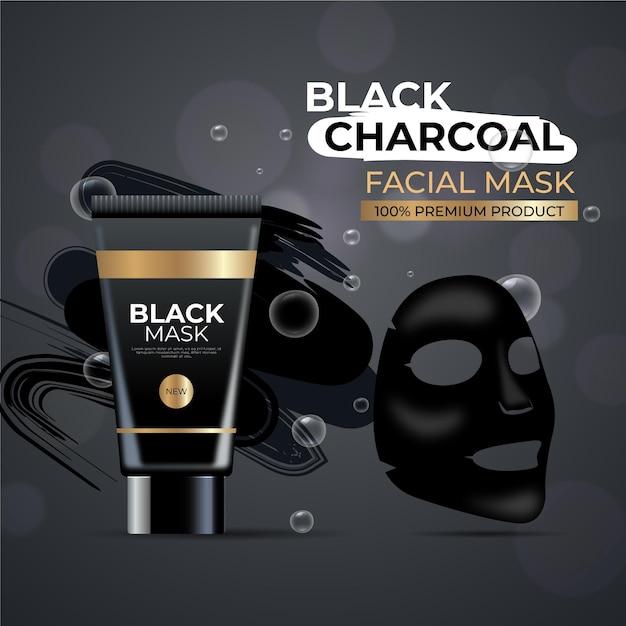 BLACK
CHARCOAL
FACIAL MASK
100% PREMIUM PRODUCT
BLACK
MASK
NEW